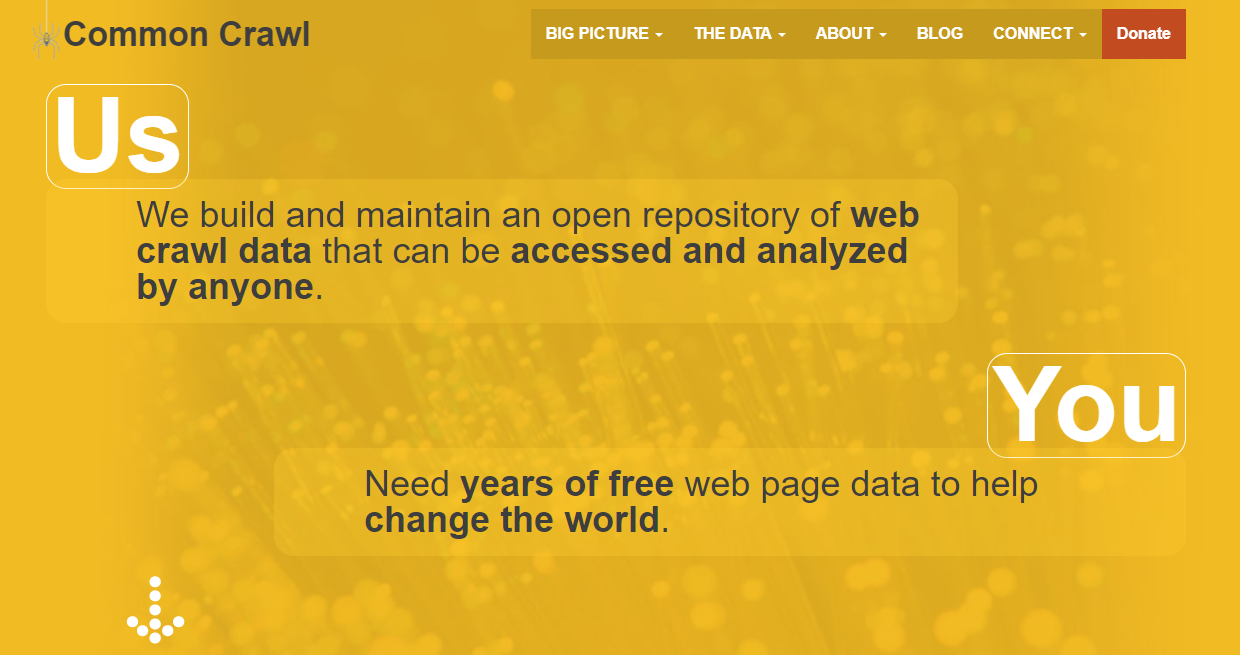 Common Crawl
BIG PICTURE THE DATA ABOUT BLOG CONNECT Donate
Us
We build and maintain an open repository of web
crawl data that can be accessed and analyzed
by anyone.
You
Need years of free web page data to help
change the world.